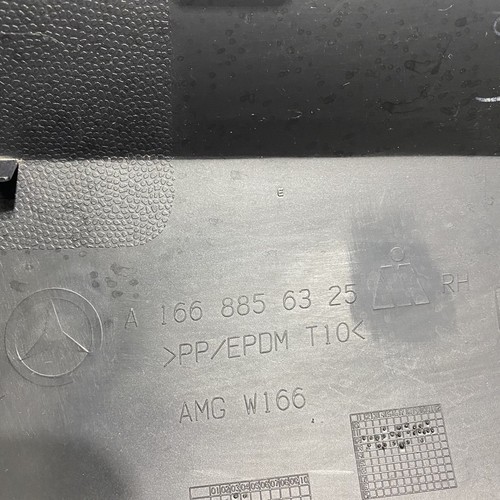 E
A 166 885 63 25 RH
>PP/EPDM T10<
AMG W166